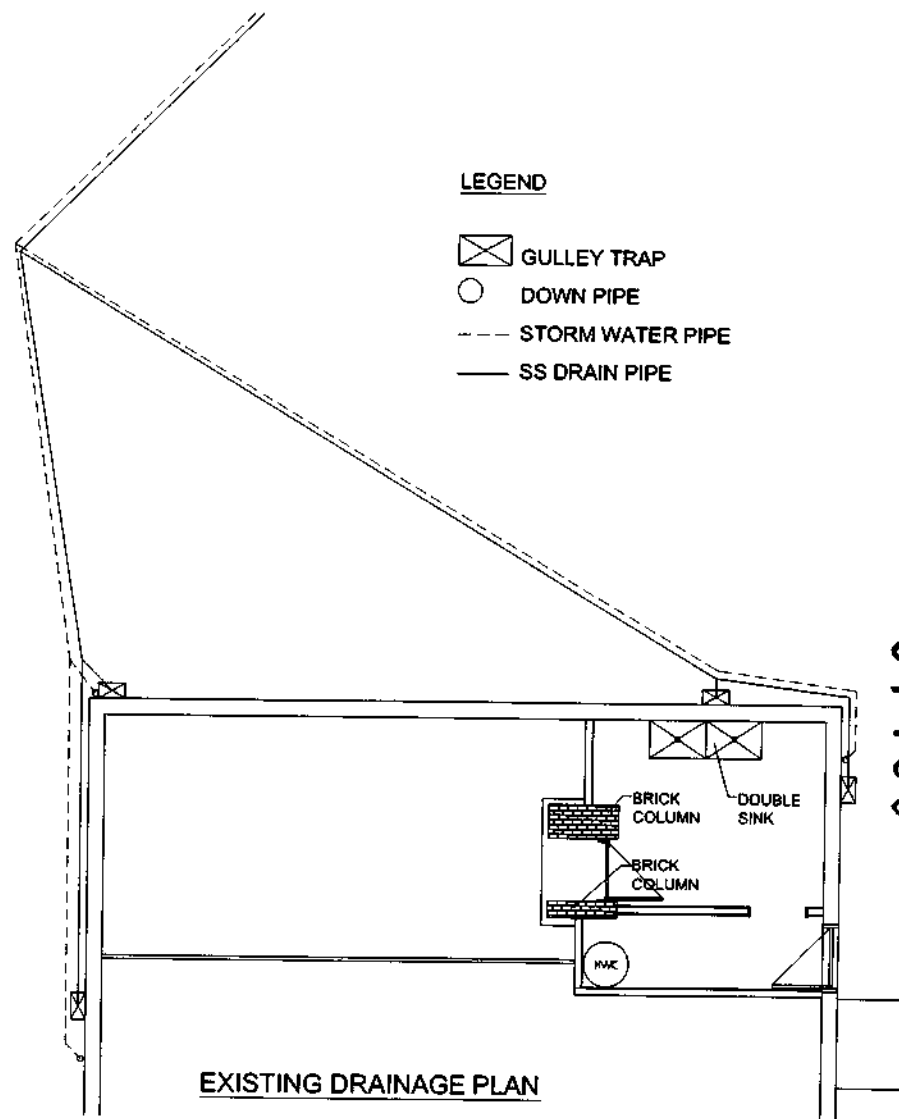 LEGEND
GULLEY TRAP
DOWN PIPE
STORM WATER PIPE
SS DRAIN PIPE
BRICK
COLUMN
DOUBLE
SINK
BRICK
COLUMN
HWC
EXISTING DRAINAGE PLAN